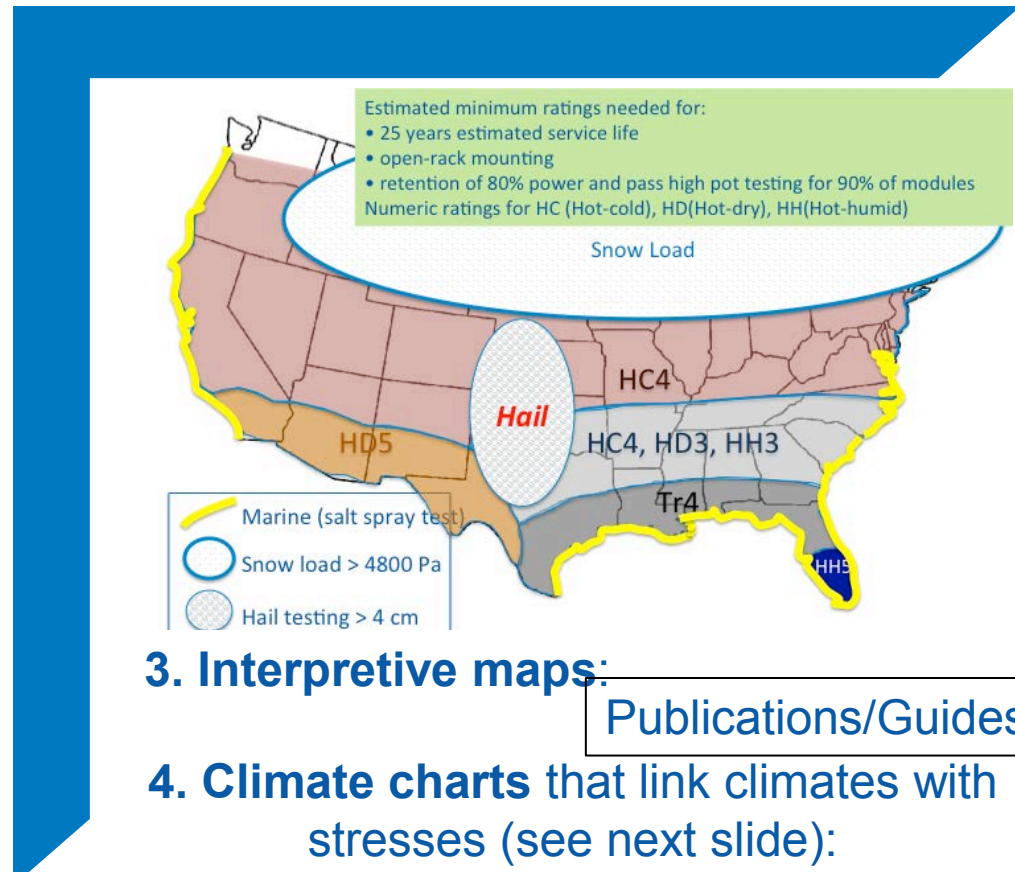 Estimated minimum ratings needed for:
• 25 years estimated service life
• open-rack mounting
• retention of 80% power and pass high pot testing for 90% of modules
Numeric ratings for HC (Hot-cold), HD(Hot-dry), HH(Hot-humid)
Snow Load
HC4
Hail
HD5
HC4, HD3, HH3
Tr4
HH5
Marine (salt spray test)
Snow load > 4800 Pa
Hail testing > 4 cm
3. Interpretive maps:
Publications/Guides
4. Climate charts that link climates with
stresses (see next slide):